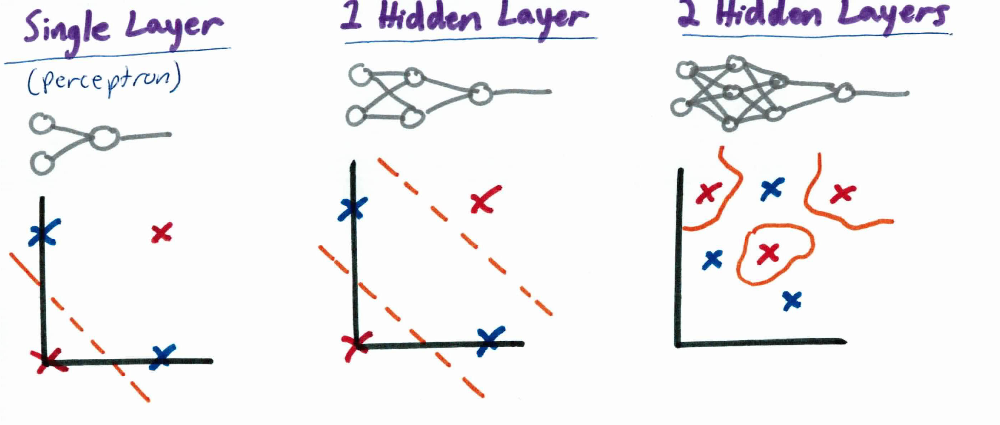 Single Layer
(perceptron)
1 Hidden Layer
2 Hidden Layers